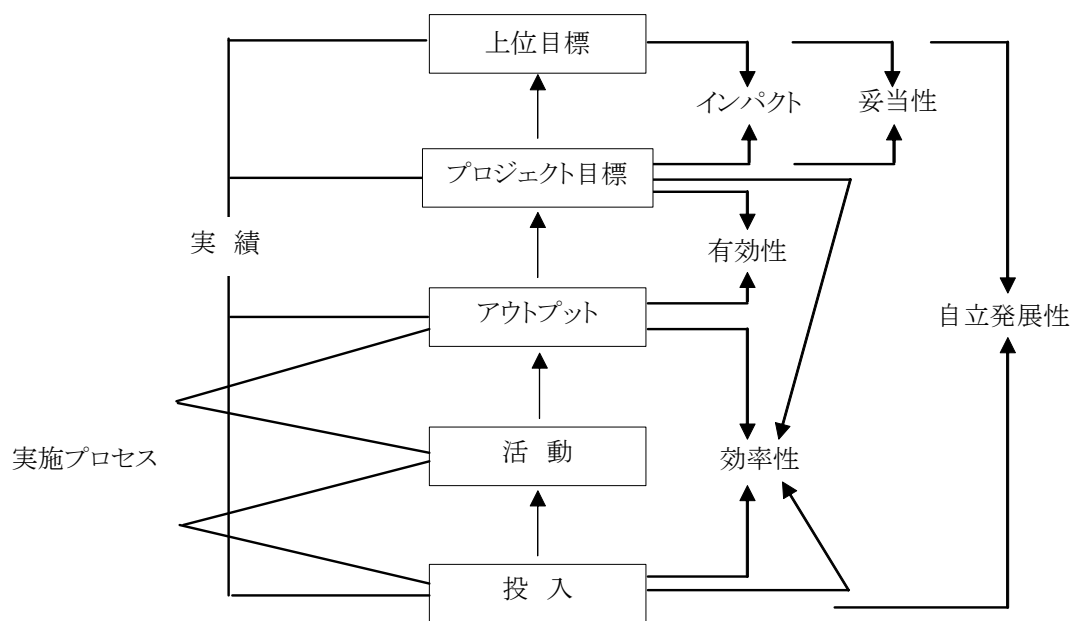 上位目標
インパクト
妥当性
プロジェクト目標
実 績
有効性
アウトプット
自立発展性
活 動
実施プロセス
効率性
投 入